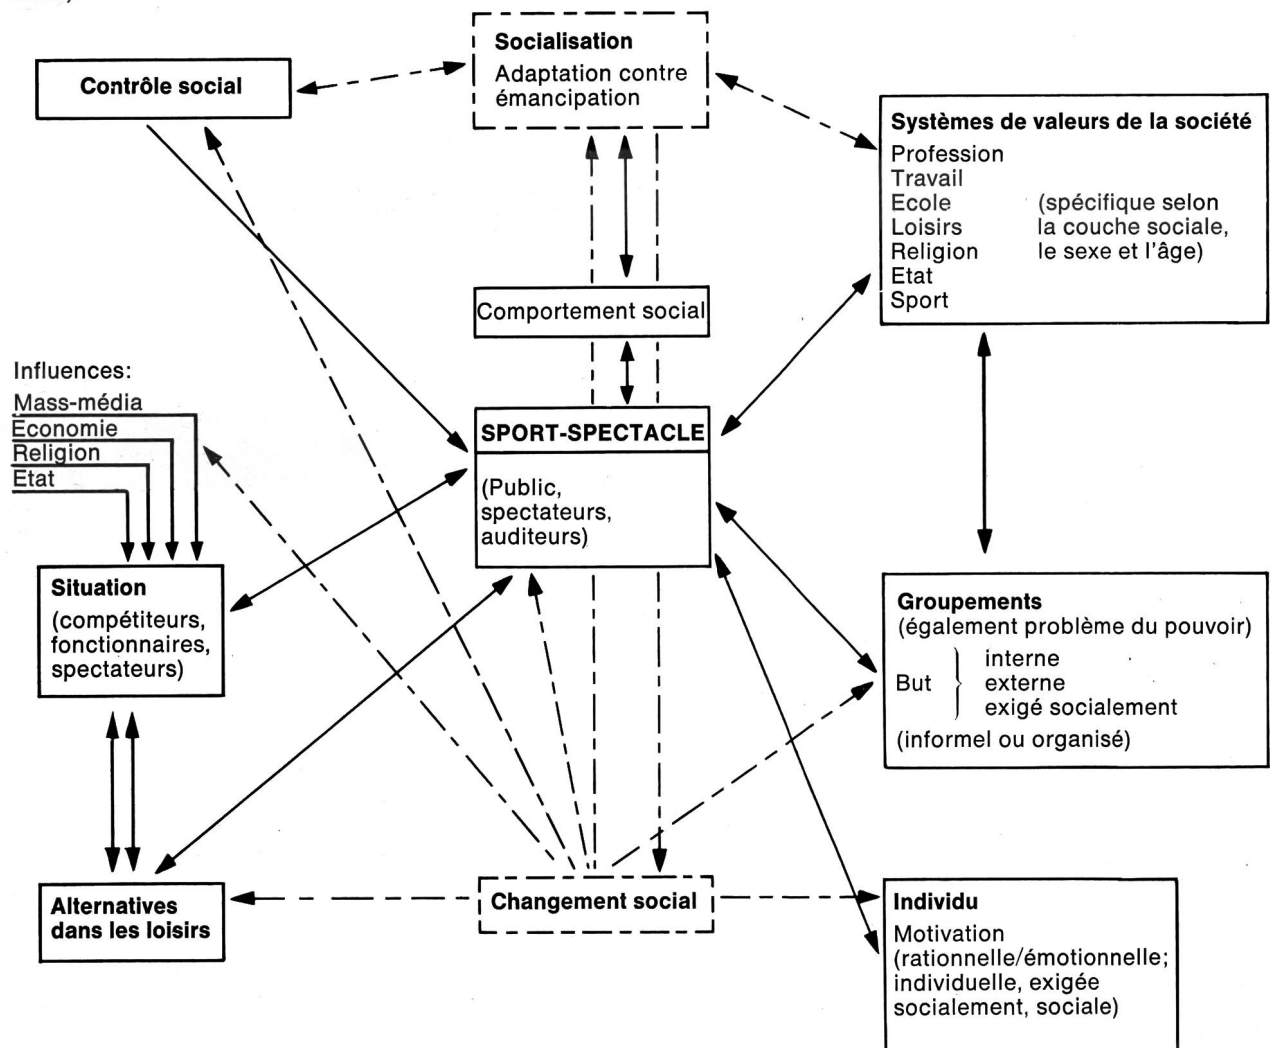 Contrôle social
Socialisation
Adaptation contre
émancipation
Systèmes de valeurs de la société
Profession
Travail
Ecole (spécifique selon
Loisirs la couche sociale,
Religion le sexe et l'âge)
Etat
Sport
Comportement social
Influences:
Mass-média
Economie
Religion
Etat
SPORT-SPECTACLE
(Public,
spectateurs,
auditeurs)
Situation
(compétiteurs,
fonctionnaires,
spectateurs)
Groupements
(également problème du pouvoir)
interne
But externe
exigé socialement
(informel ou organisé)
Alternatives
dans les loisirs
Changement social
Individu
Motivation
(rationnelle/émotionnelle;
individuelle, exigée
socialement, sociale)